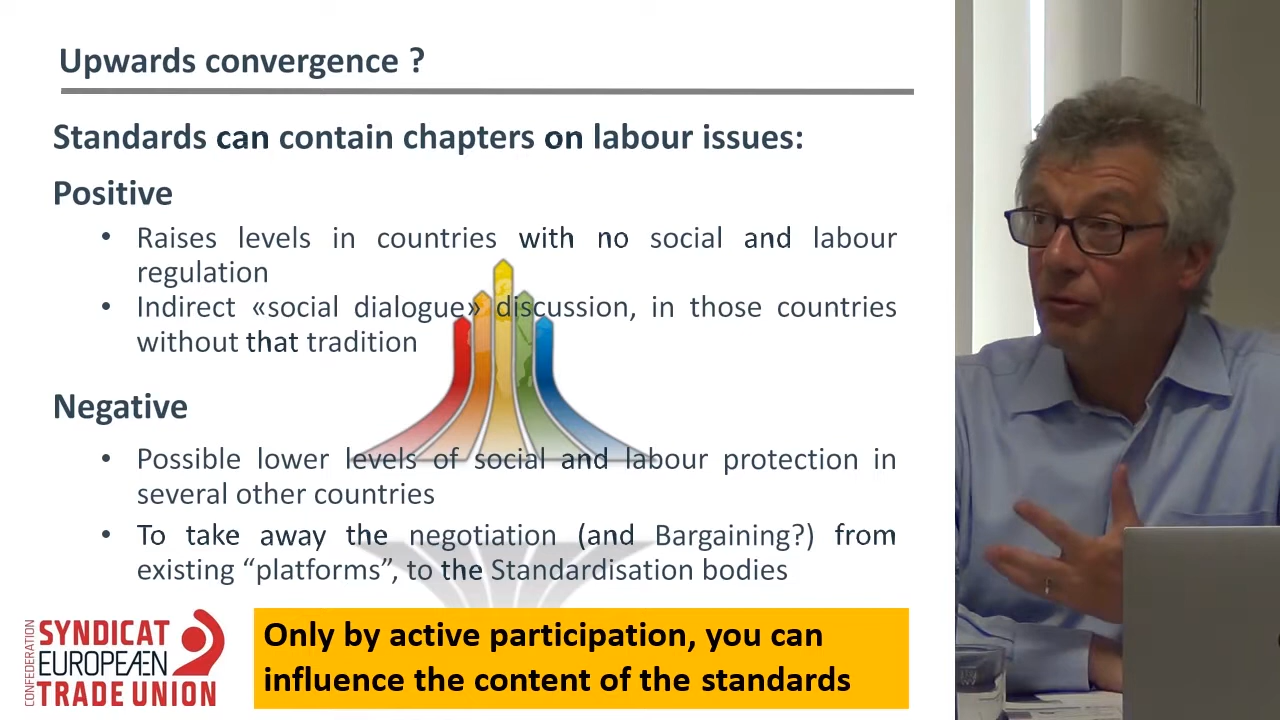 Upwards convergence ?
Standards can contain chapters on labour issues:
Positive
• Raises levels in countries with no social and labour
regulation
• Indirect «social dialogue» discussion, in those countries
without that tradition
Negative
• Possible lower levels of social and labour protection in
several other countries
• To take away the negotiation (and Bargaining?) from
existing “platforms”, to the Standardisation bodies
CONFEDERATION
SYNDICAT
EUROPEÆN
TRADE UNION
Only by active participation, you can
influence the content of the standards